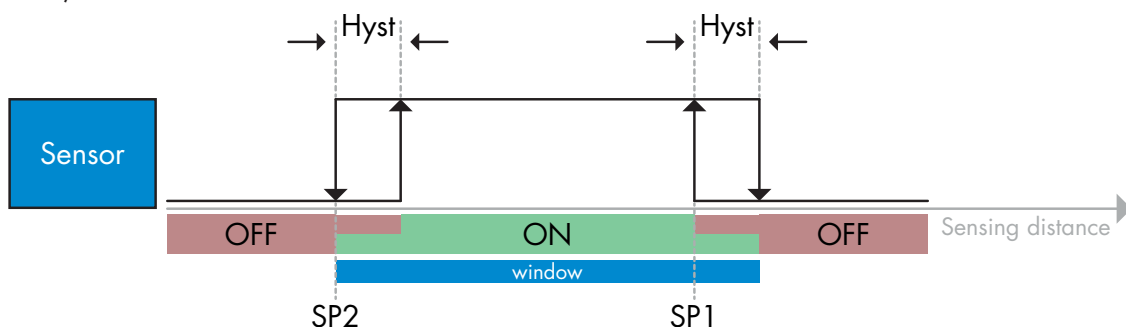 Hyst
Hyst
Sensor
OFF
ON
OFF
Sensing distance
window
SP2
SP1